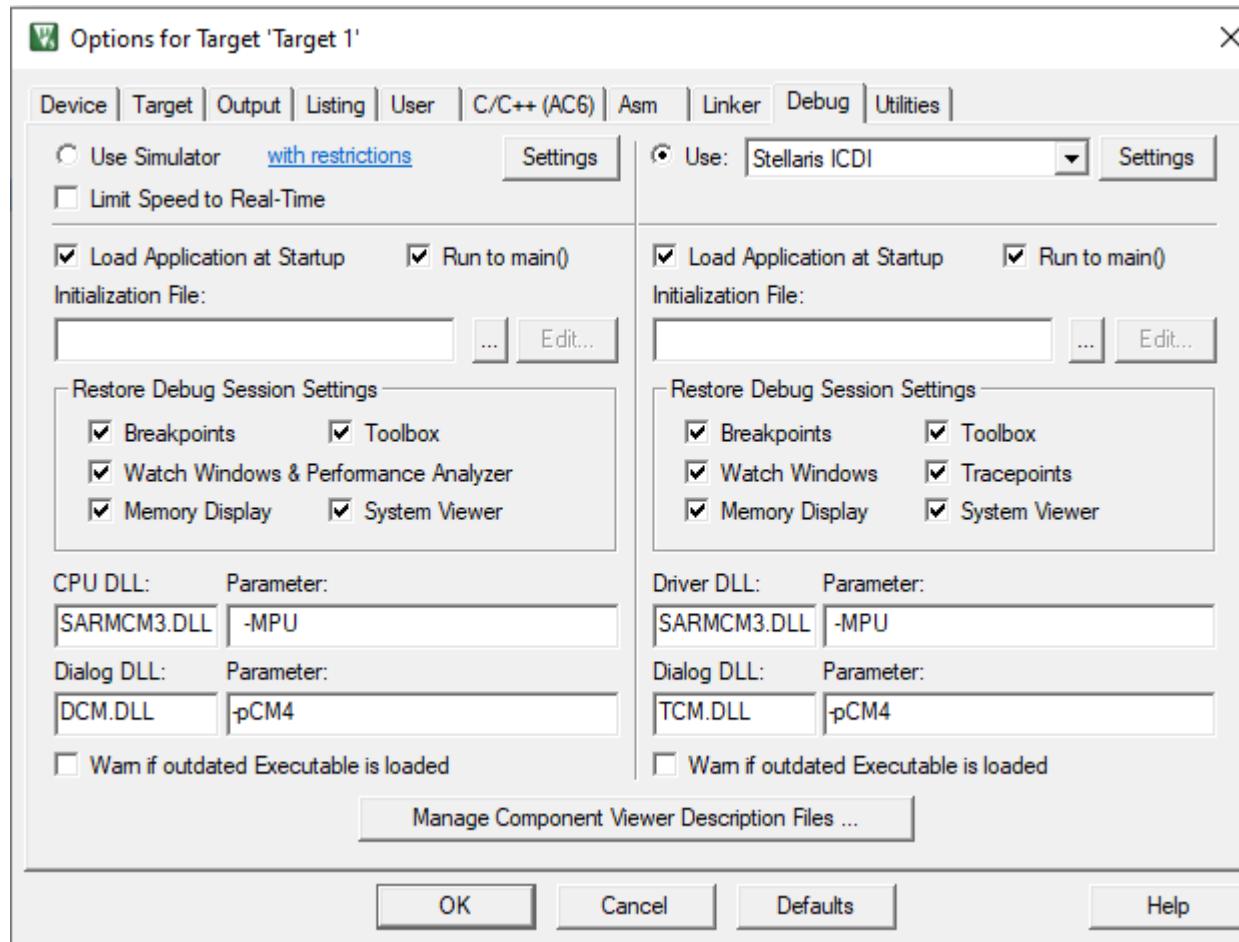 Options for Target 'Target 1'
Device Target Output Listing User C/C++ (AC6) Asm Linker Debug Utilities
Use Simulator with restrictions Settings
Limit Speed to Real-Time
Use: Stellaris ICDI Settings
Load Application at Startup Run to main()
Initialization File:
... Edit...
Restore Debug Session Settings
Breakpoints Toolbox
Watch Windows & Performance Analyzer
Memory Display System Viewer
CPU DLL: Parameter:
SARMCM3.DLL -MPU
Dialog DLL: Parameter:
DCM.DLL -pCM4
Warn if outdated Executable is loaded
Load Application at Startup Run to main()
Initialization File:
... Edit...
Restore Debug Session Settings
Breakpoints Toolbox
Watch Windows Tracepoints
Memory Display System Viewer
Driver DLL: Parameter:
SARMCM3.DLL -MPU
Dialog DLL: Parameter:
TCM.DLL -pCM4
Warn if outdated Executable is loaded
Manage Component Viewer Description Files ...
OK Cancel Defaults Help